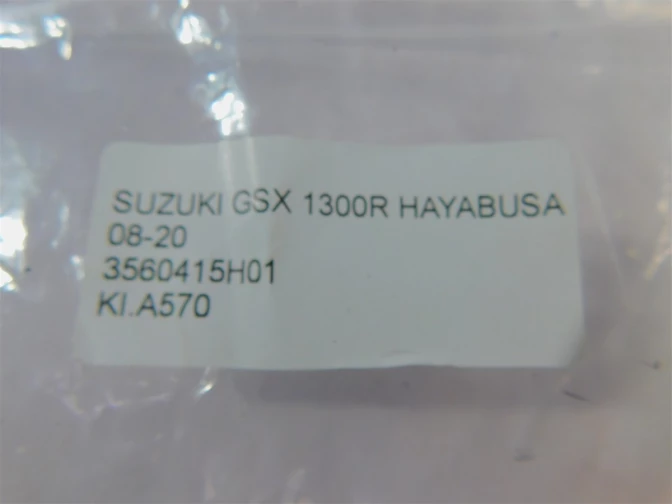 SUZUKI GSX 1300R HAYABUSA
08-20
3560415H01
KI.A570